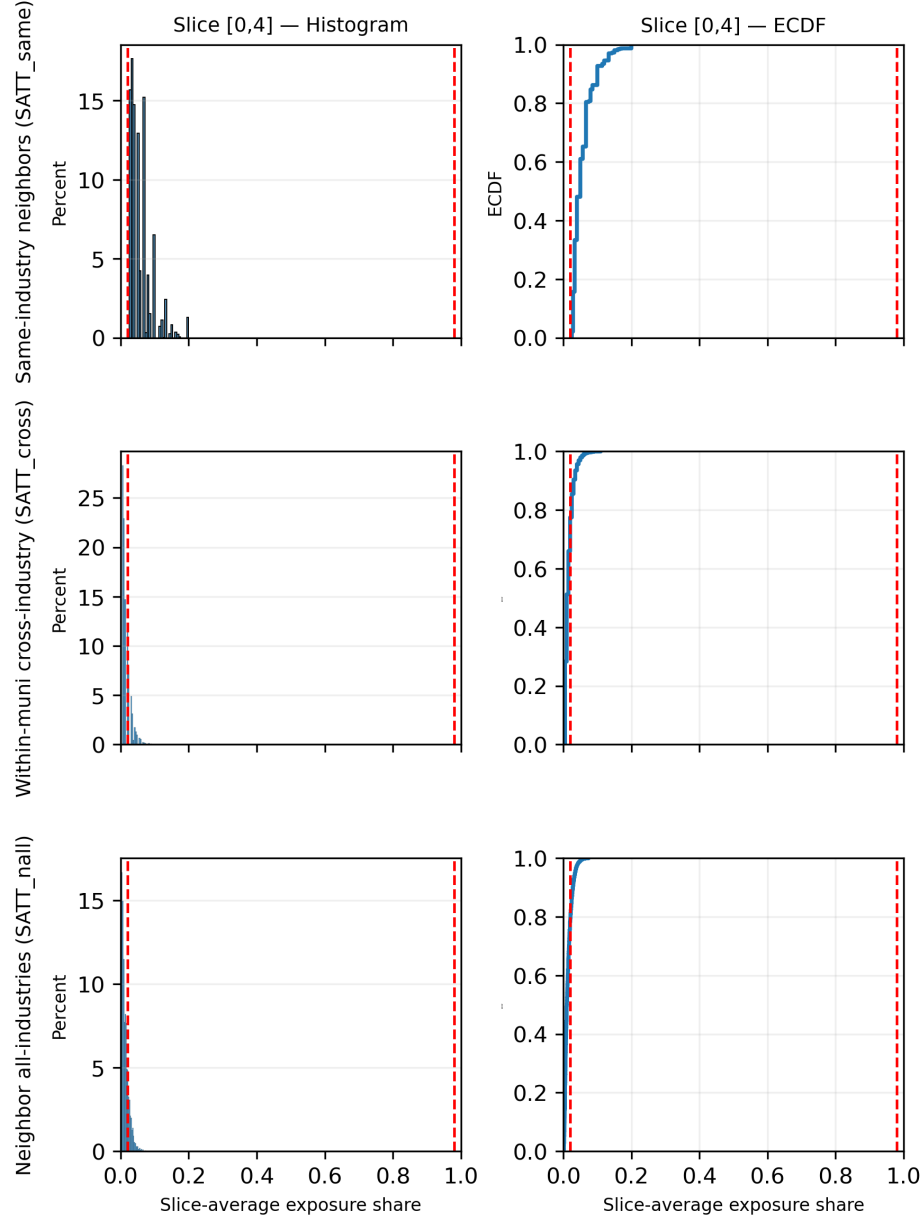 Slice [0,4] — Histogram
Slice [0,4] — ECDF
Same-industry neighbors (SATT_same)
Percent
15
10
5
0
ECDF
1.0
0.8
0.6
0.4
0.2
0.0
Within-muni cross-industry (SATT_cross)
Percent
25
20
15
10
5
0
1.0
0.8
0.6
0.4
0.2
0.0
Neighbor all-industries (SATT_nall)
Percent
15
10
5
0
1.0
0.8
0.6
0.4
0.2
0.0
0.0 0.2 0.4 0.6 0.8 1.0
0.0 0.2 0.4 0.6 0.8 1.0
Slice-average exposure share
Slice-average exposure share